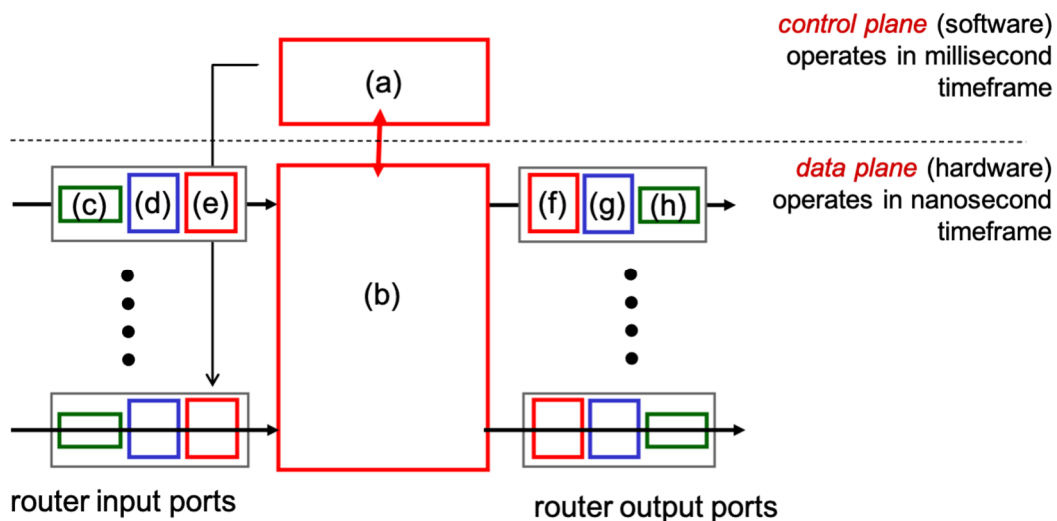 control plane (software)
operates in millisecond
timeframe
(a)
data plane (hardware)
operates in nanosecond
timeframe
(c) (d) (e)
(f) (g) (h)
(b)
router input ports
router output ports